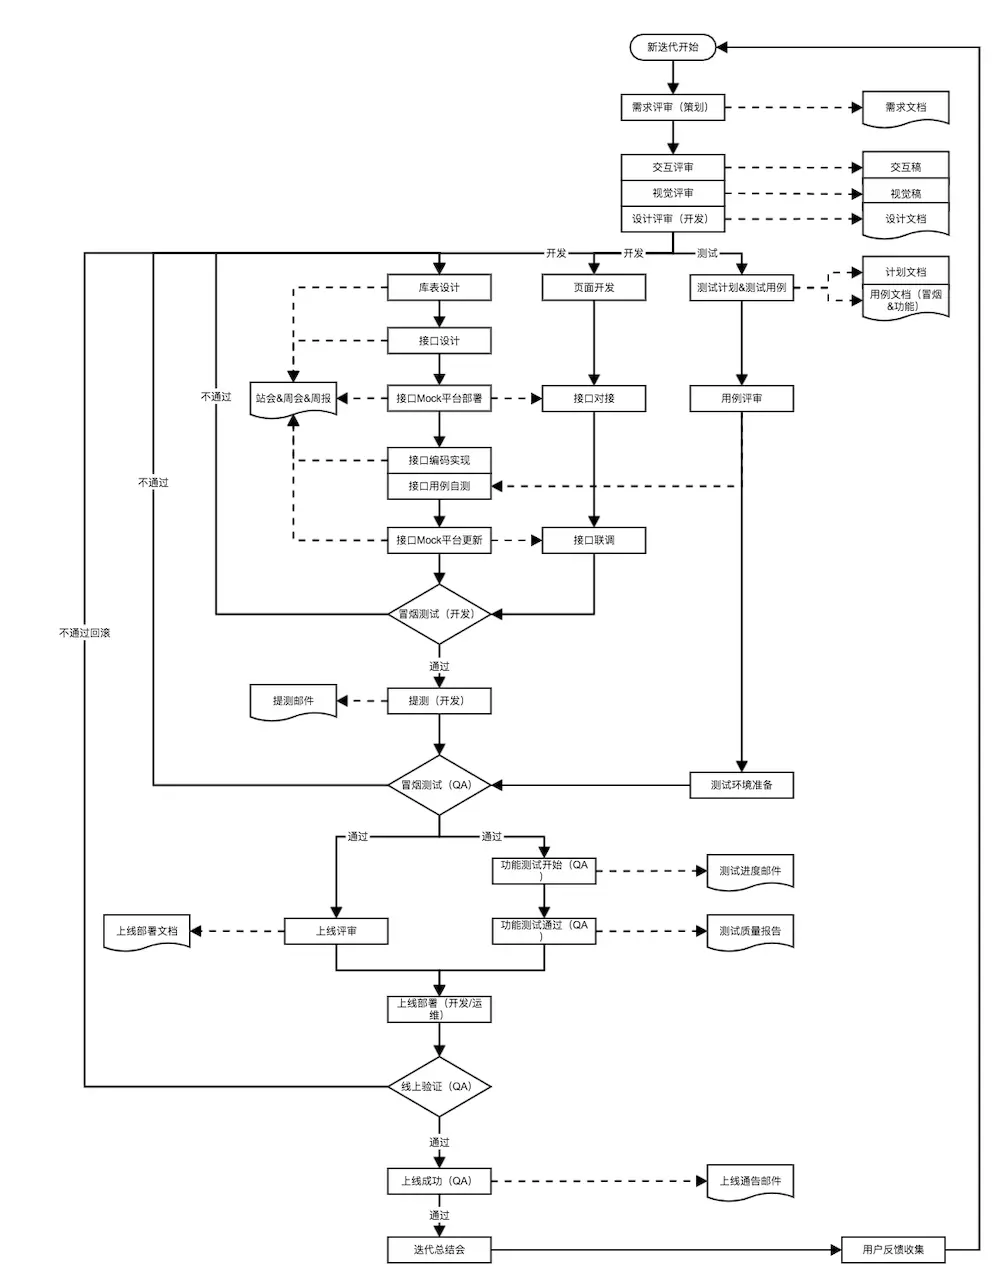 新迭代开始
需求评审（策划）
需求文档
交互评审
交互稿
视觉评审
视觉稿
设计评审（开发）
设计文档
开发
开发
测试
库表设计
页面开发
测试计划&测试用例
计划文档
用例文档（冒烟
&功能）
接口设计
不通过
站会&周会&周报
接口Mock平台部署
接口对接
用例评审
接口编码实现
不通过
接口用例自测
接口Mock平台更新
接口联调
冒烟测试（开发）
不通过回滚
通过
提测邮件
提测（开发）
冒烟测试（QA）
测试环境准备
通过
通过
功能测试开始（QA
）
测试进度邮件
上线部署文档
上线评审
功能测试通过（QA
）
测试质量报告
上线部署（开发/运
维）
线上验证（QA）
通过
上线成功（QA）
上线通告邮件
通过
迭代总结会
用户反馈收集